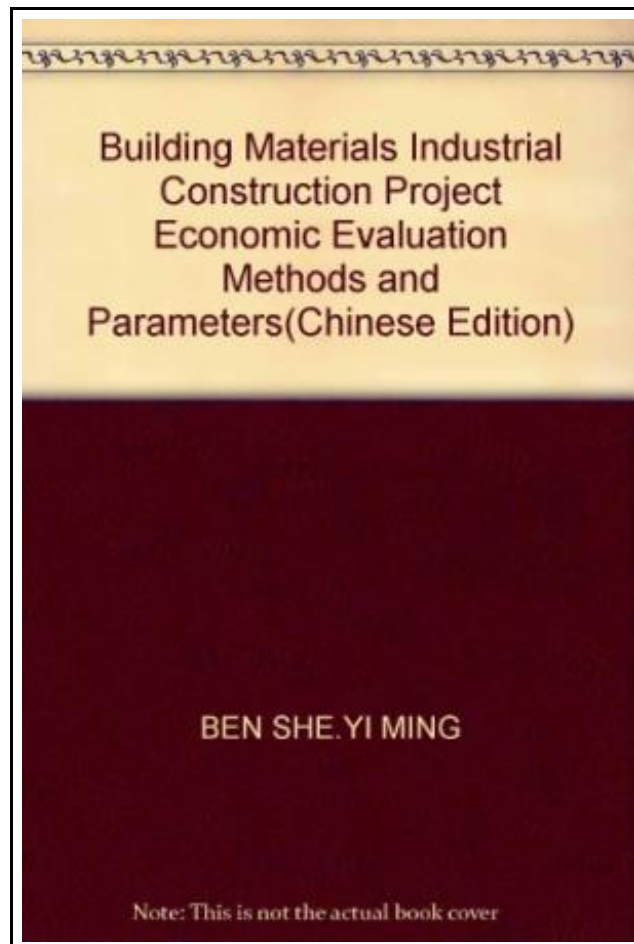 Building Materials Industrial
Construction Project
Economic Evaluation
Methods and
Parameters(Chinese Edition)
BEN SHE.YI MING
Note: This is not the actual book cover